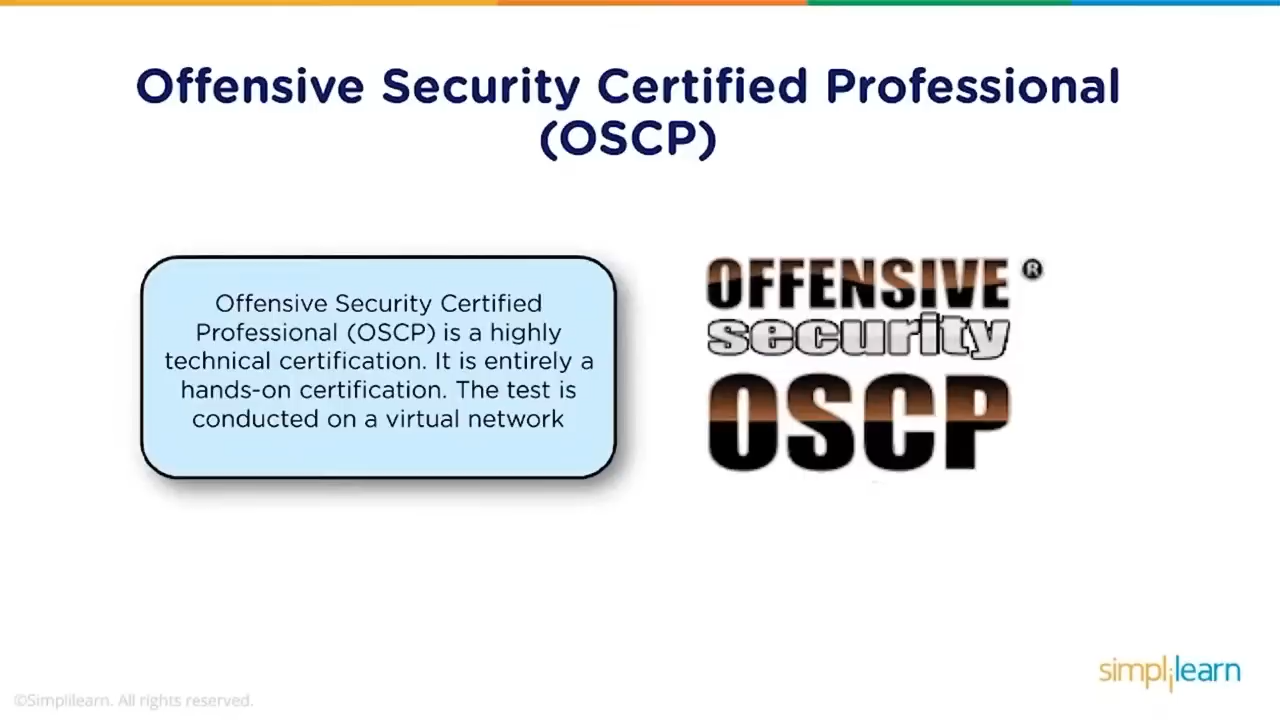 Offensive Security Certified Professional
(OSCP)
Offensive Security Certified
Professional (OSCP) is a highly
technical certification. It is entirely a
hands-on certification. The test is
conducted on a virtual network
OFFENSIVE ®
security
OSCP
simplilearn
©Simplilearn. All rights reserved.